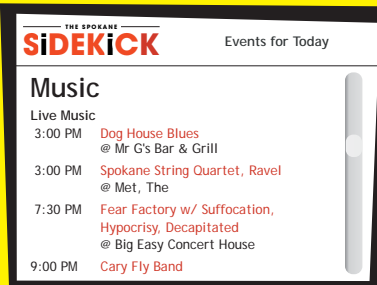 THE SPOKANE
SiDEKiCK
Events for Today
Music
Live Music
3:00 PM Dog House Blues
@ Mr G's Bar & Grill
3:00 PM Spokane String Quartet, Ravel
@ Met, The
7:30 PM Fear Factory w/ Suffocation,
Hypocrisy, Decapitated
@ Big Easy Concert House
9:00 PM Cary Fly Band